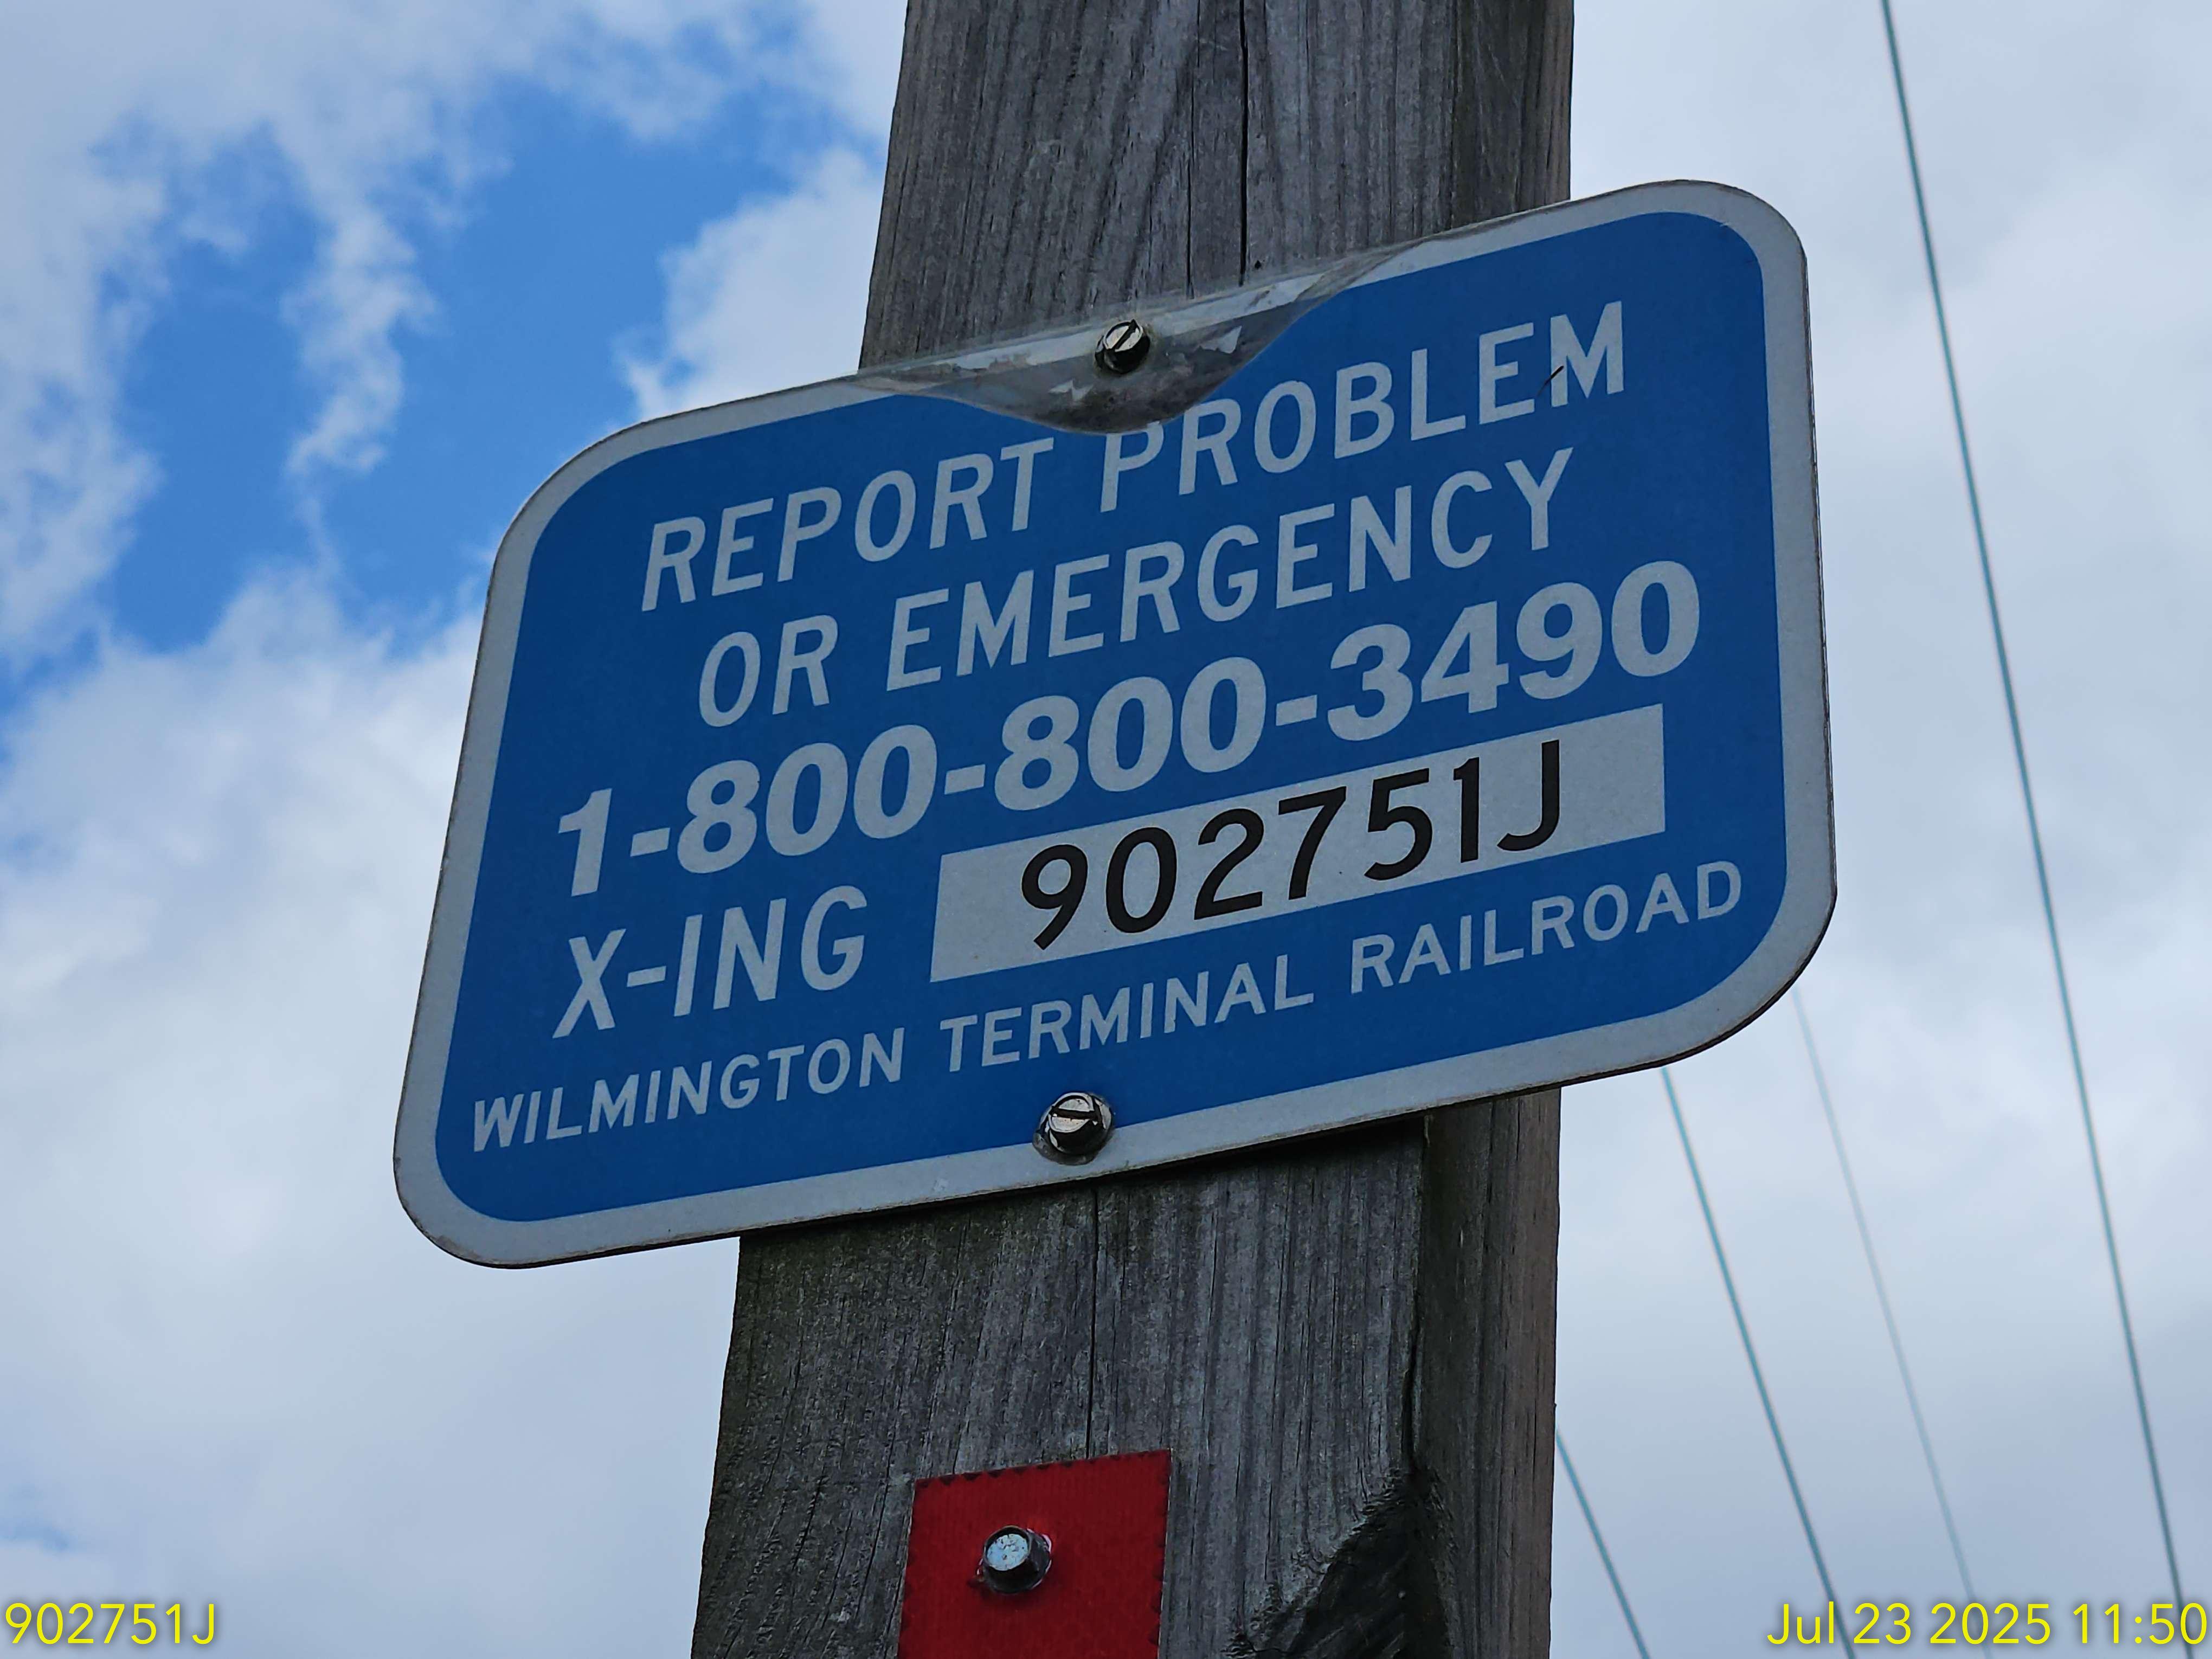 REPORT PROBLEM
OR EMERGENCY
1-800-800-3490
X-ING 902751J
WILMINGTON TERMINAL RAILROAD
902751J
Jul 23 2025 11:50